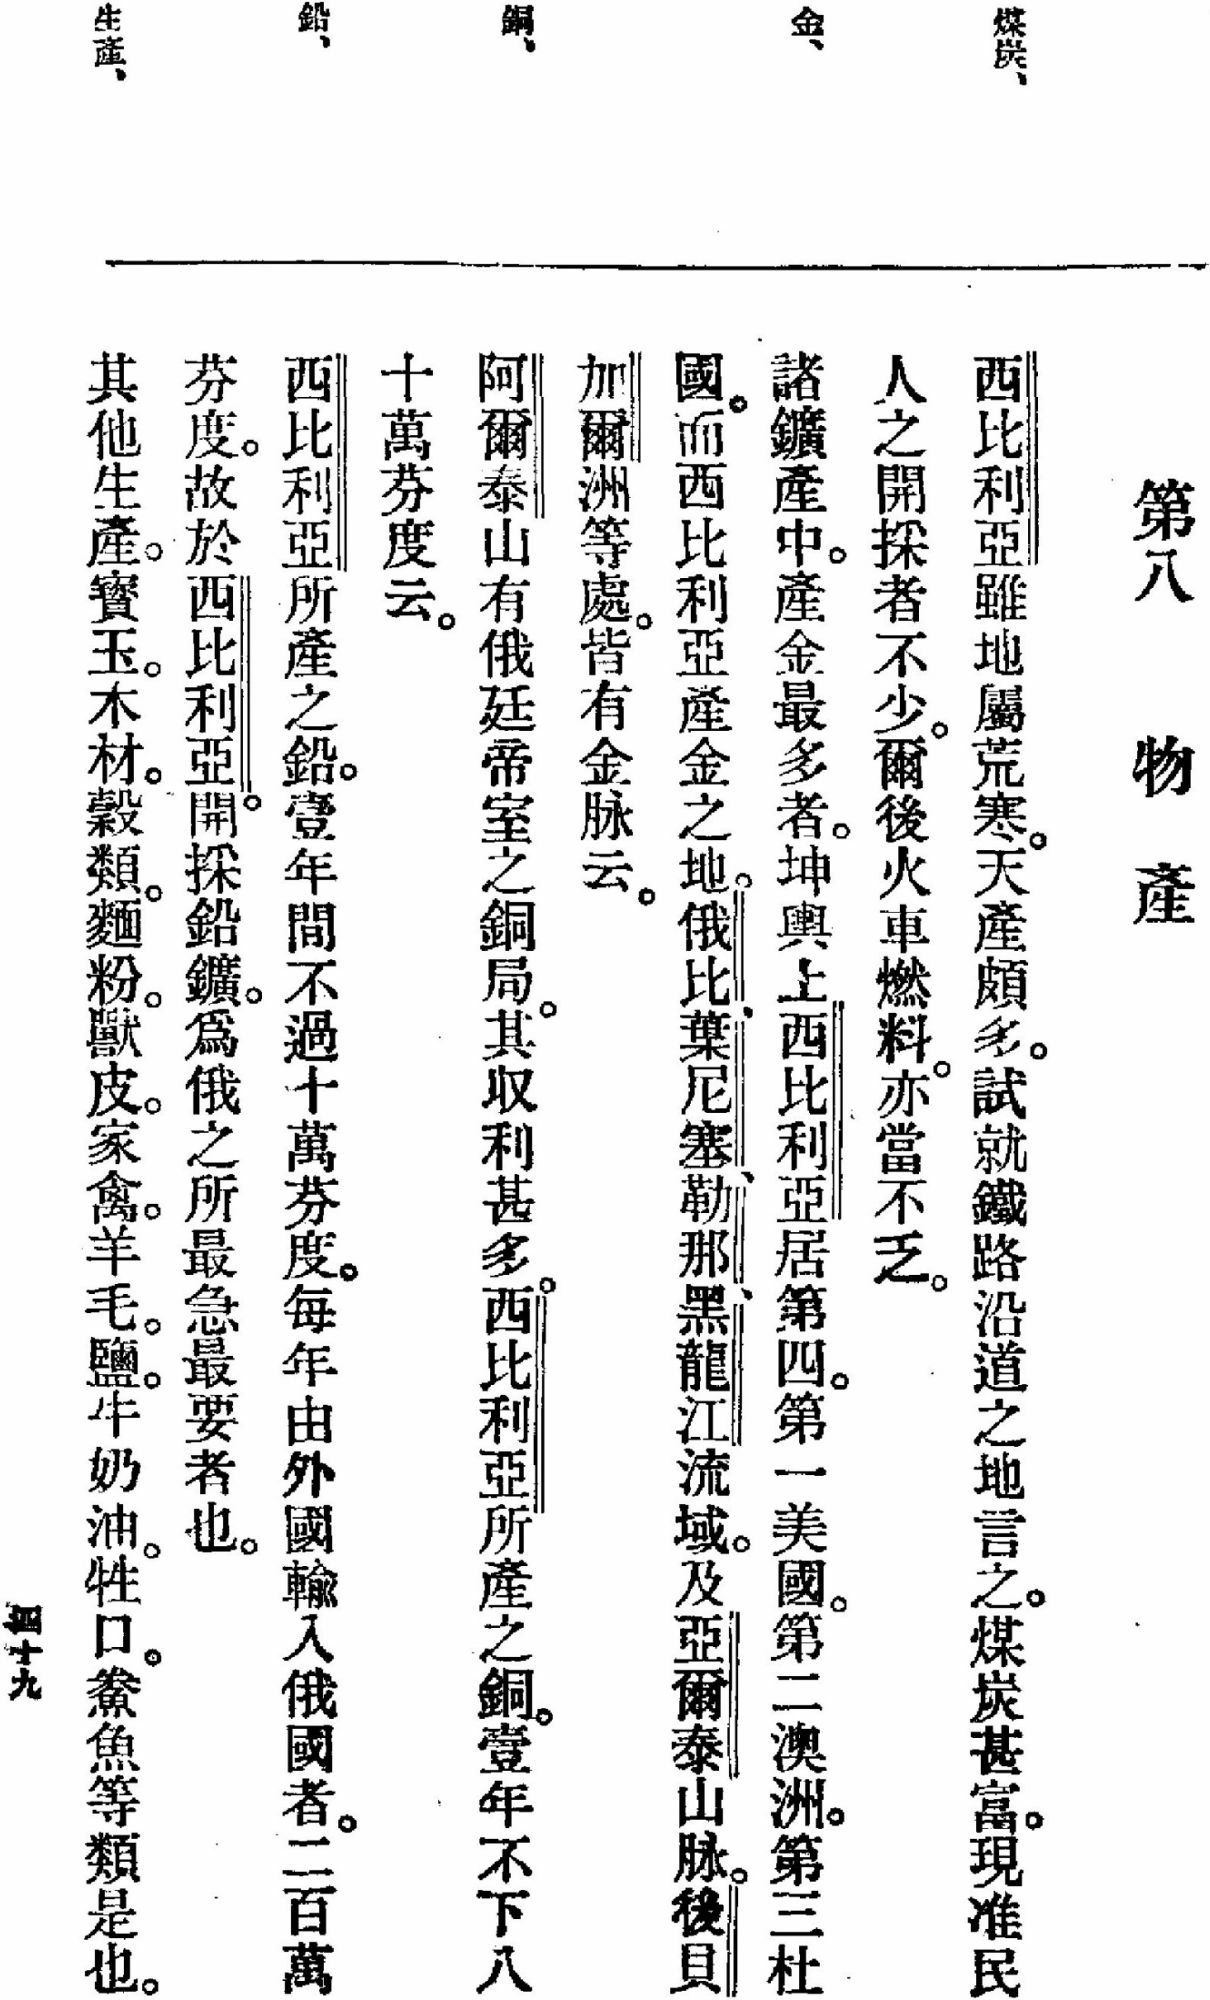 第八　物　產
煤炭、
西比利亞雖地屬荒寒。天產頗多。試就鐵路沿道之地言之。煤炭甚富。現准民
人之開採者不少。爾後火車燃料。亦當不乏。
金、
諸鑛產中。產金最多者。坤輿上西比利亞居第四。第一美國。第二澳洲。第三杜
國。而西比利亞產金之地。俄比、葉尼塞、勒那、黑龍江流域。及亞爾泰山脉。後貝
加爾洲等處。皆有金脉云。
銅、
阿爾泰山有俄廷帝室之銅局。其収利甚多。西比利亞所產之銅。壹年不下八
十萬芬度云。
鉛、
西比利亞所產之鉛。壹年間不過十萬芬度。每年由外國輸入俄國者。二百萬
芬度。故於西比利亞。開採鉛鑛。爲俄之所最急最要者也。
生產、
其他生產。寶玉。木材。穀類。麵粉。獸皮。家禽。羊毛。鹽。牛奶油。牲口。鮝魚等類是也。
四十九